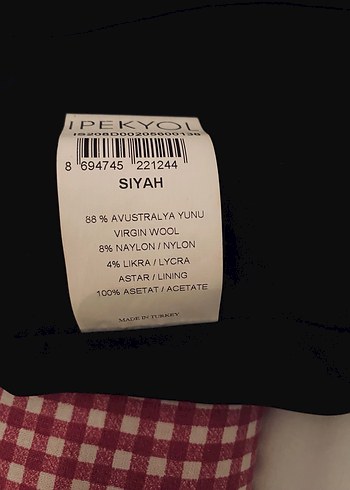 IPEKYOL
IS206D00205600136
8 694745 221244
SIYAH
88 % AVUSTRALYA YUNU
VIRGIN WOOL
8% NAYLON / NYLON
4% LIKRA / LYCRA
ASTAR / LINING
100% ASETAT / ACETATE
MADE IN TURKEY